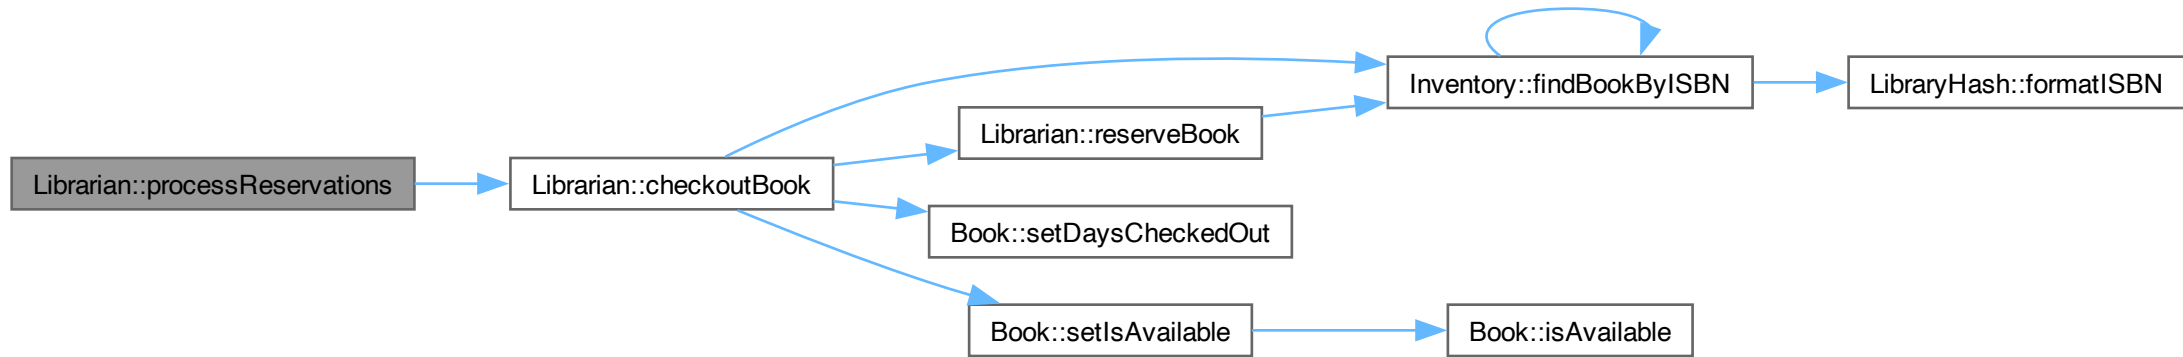 Librarian::processReservations
Librarian::checkoutBook
Inventory::findBookByISBN
LibraryHash::formatISBN
Librarian::reserveBook
Book::setDaysCheckedOut
Book::setIsAvailable
Book::isAvailable